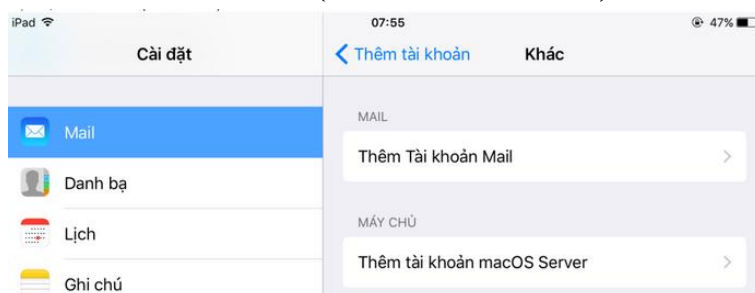 iPad 07:55 47%
Cài đặt
Thêm tài khoản Khác
MAIL
Mail
Thêm Tài khoản Mail
Danh bạ
MÁY CHỦ
Lịch
Thêm tài khoản macOS Server
Ghi chú